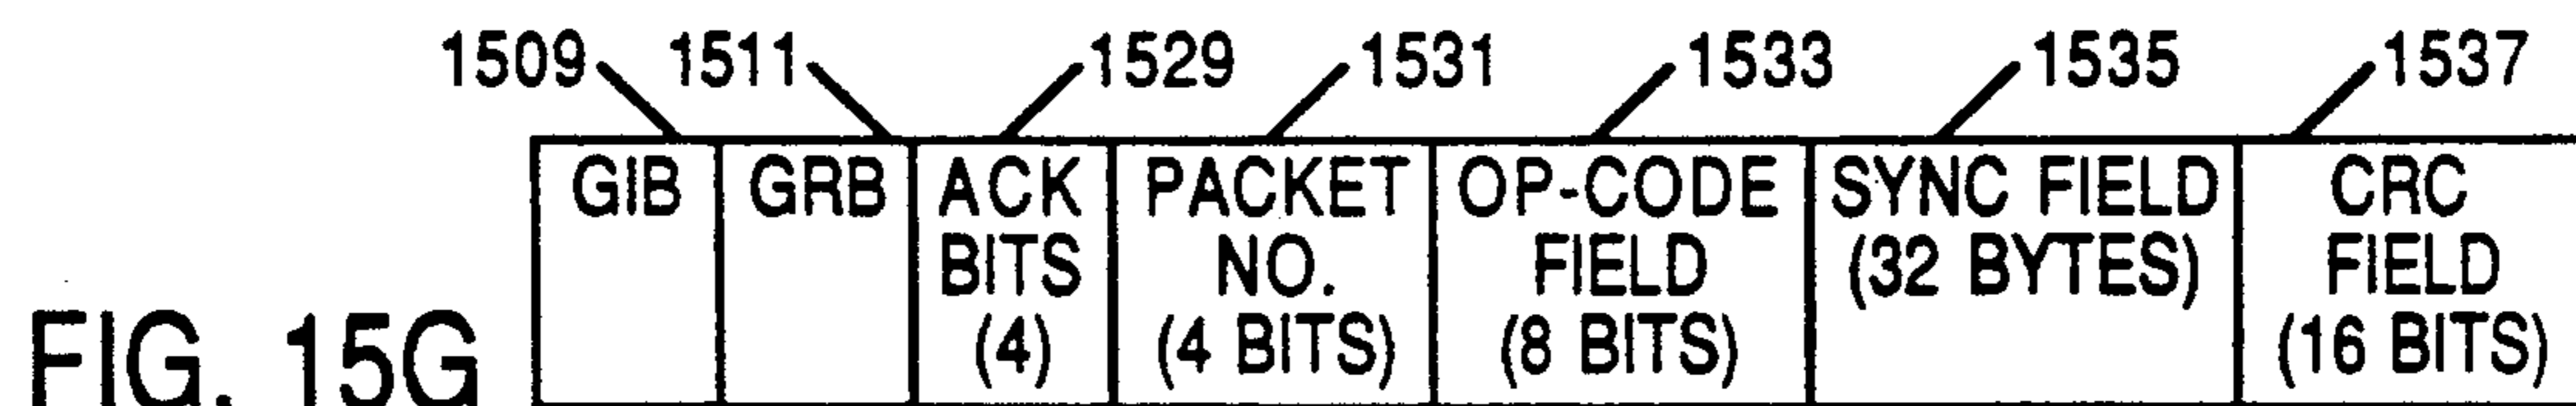 1509 1511 1529 1531 1533 1535 1537
GIB GRB ACK PACKET OP-CODE SYNC FIELD CRC
BITS NO. FIELD (32 BYTES) FIELD
(4) (4 BITS) (8 BITS) (16 BITS)
FIG. 15G